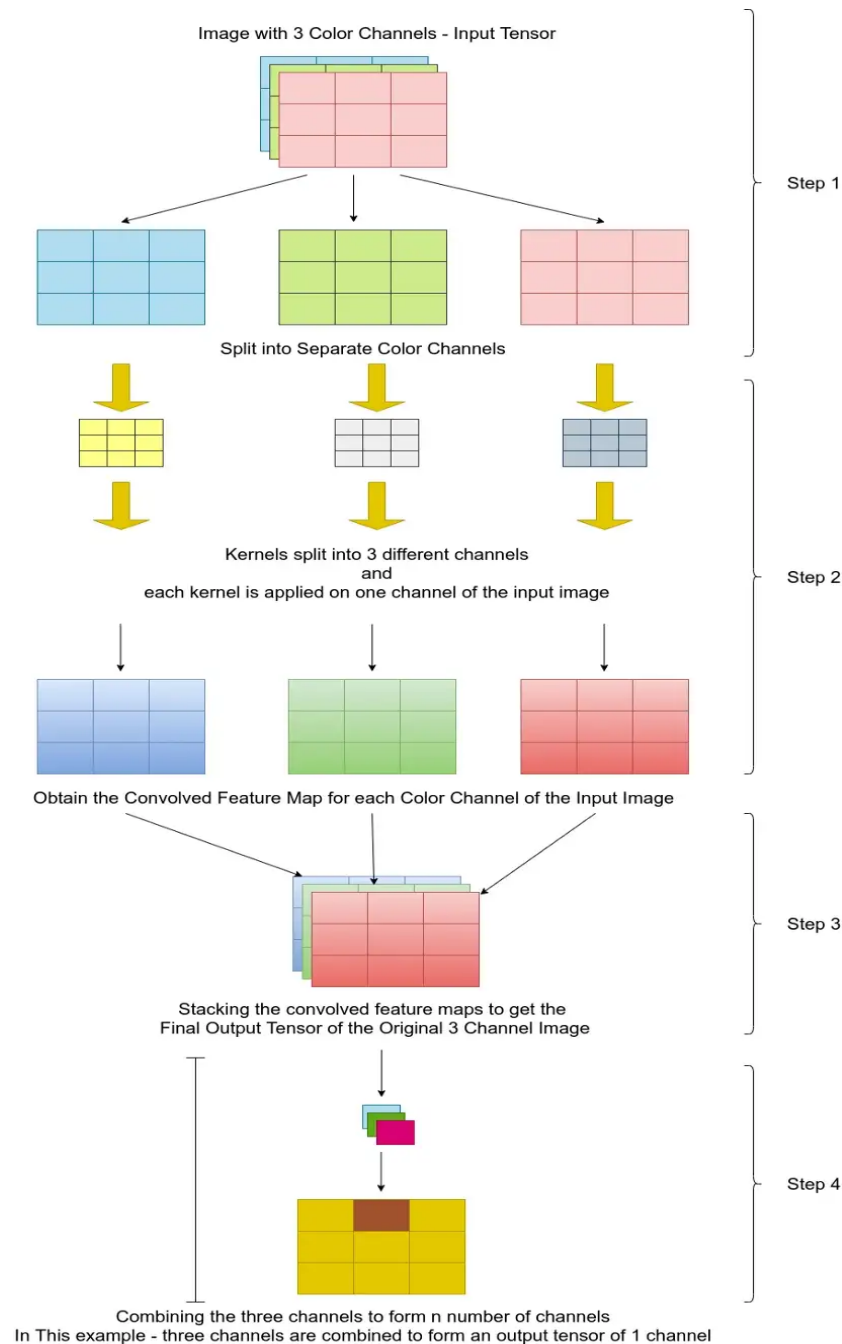 Image with 3 Color Channels - Input Tensor
Step 1
Split into Separate Color Channels
Kernels split into 3 different channels
and
each kernel is applied on one channel of the input image
Step 2
Obtain the Convolved Feature Map for each Color Channel of the Input Image
Step 3
Stacking the convolved feature maps to get the
Final Output Tensor of the Original 3 Channel Image
Step 4
Combining the three channels to form n number of channels
In This example - three channels are combined to form an output tensor of 1 channel